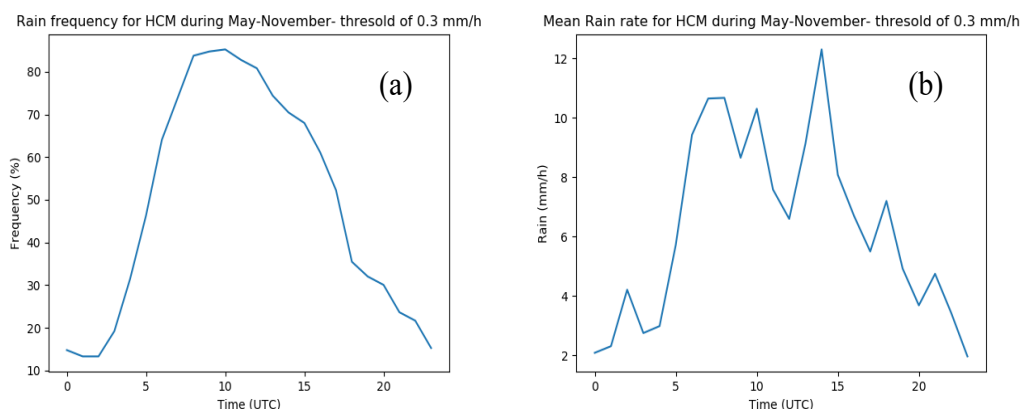 Rain frequency for HCM during May-November- thresold of 0.3 mm/h
(a)
80
70
60
50
40
30
20
10
Frequency (%)
0 5 10 15 20
Time (UTC)
Mean Rain rate for HCM during May-November- thresold of 0.3 mm/h
(b)
12
10
8
6
4
2
Rain (mm/h)
0 5 10 15 20
Time (UTC)